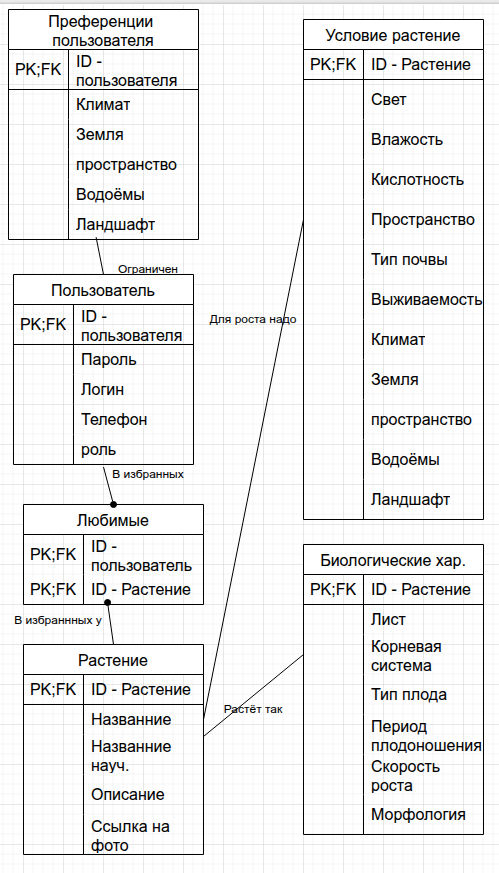 Преференции
пользователя
PK;FK
ID -
пользователя
Климат
Земля
пространство
Водоёмы
Ландшафт
Ограничен
Пользователь
PK;FK
ID -
пользователя
Пароль
Логин
Телефон
роль
В избранных
Любимые
PK;FK
ID -
пользователь
PK;FK
ID - Растение
В избраннных у
Растение
PK;FK
ID - Растение
Названние
Названние
науч.
Описание
Ссылка на
фото
Для роста надо
Растёт так
Условие растение
PK;FK
ID - Растение
Свет
Влажость
Кислотность
Пространство
Тип почвы
Выживаемость
Климат
Земля
пространство
Водоёмы
Ландшафт
Биологические хар.
PK;FK
ID - Растение
Лист
Корневая
система
Тип плода
Период
плодоношения
Скорость
роста
Морфология